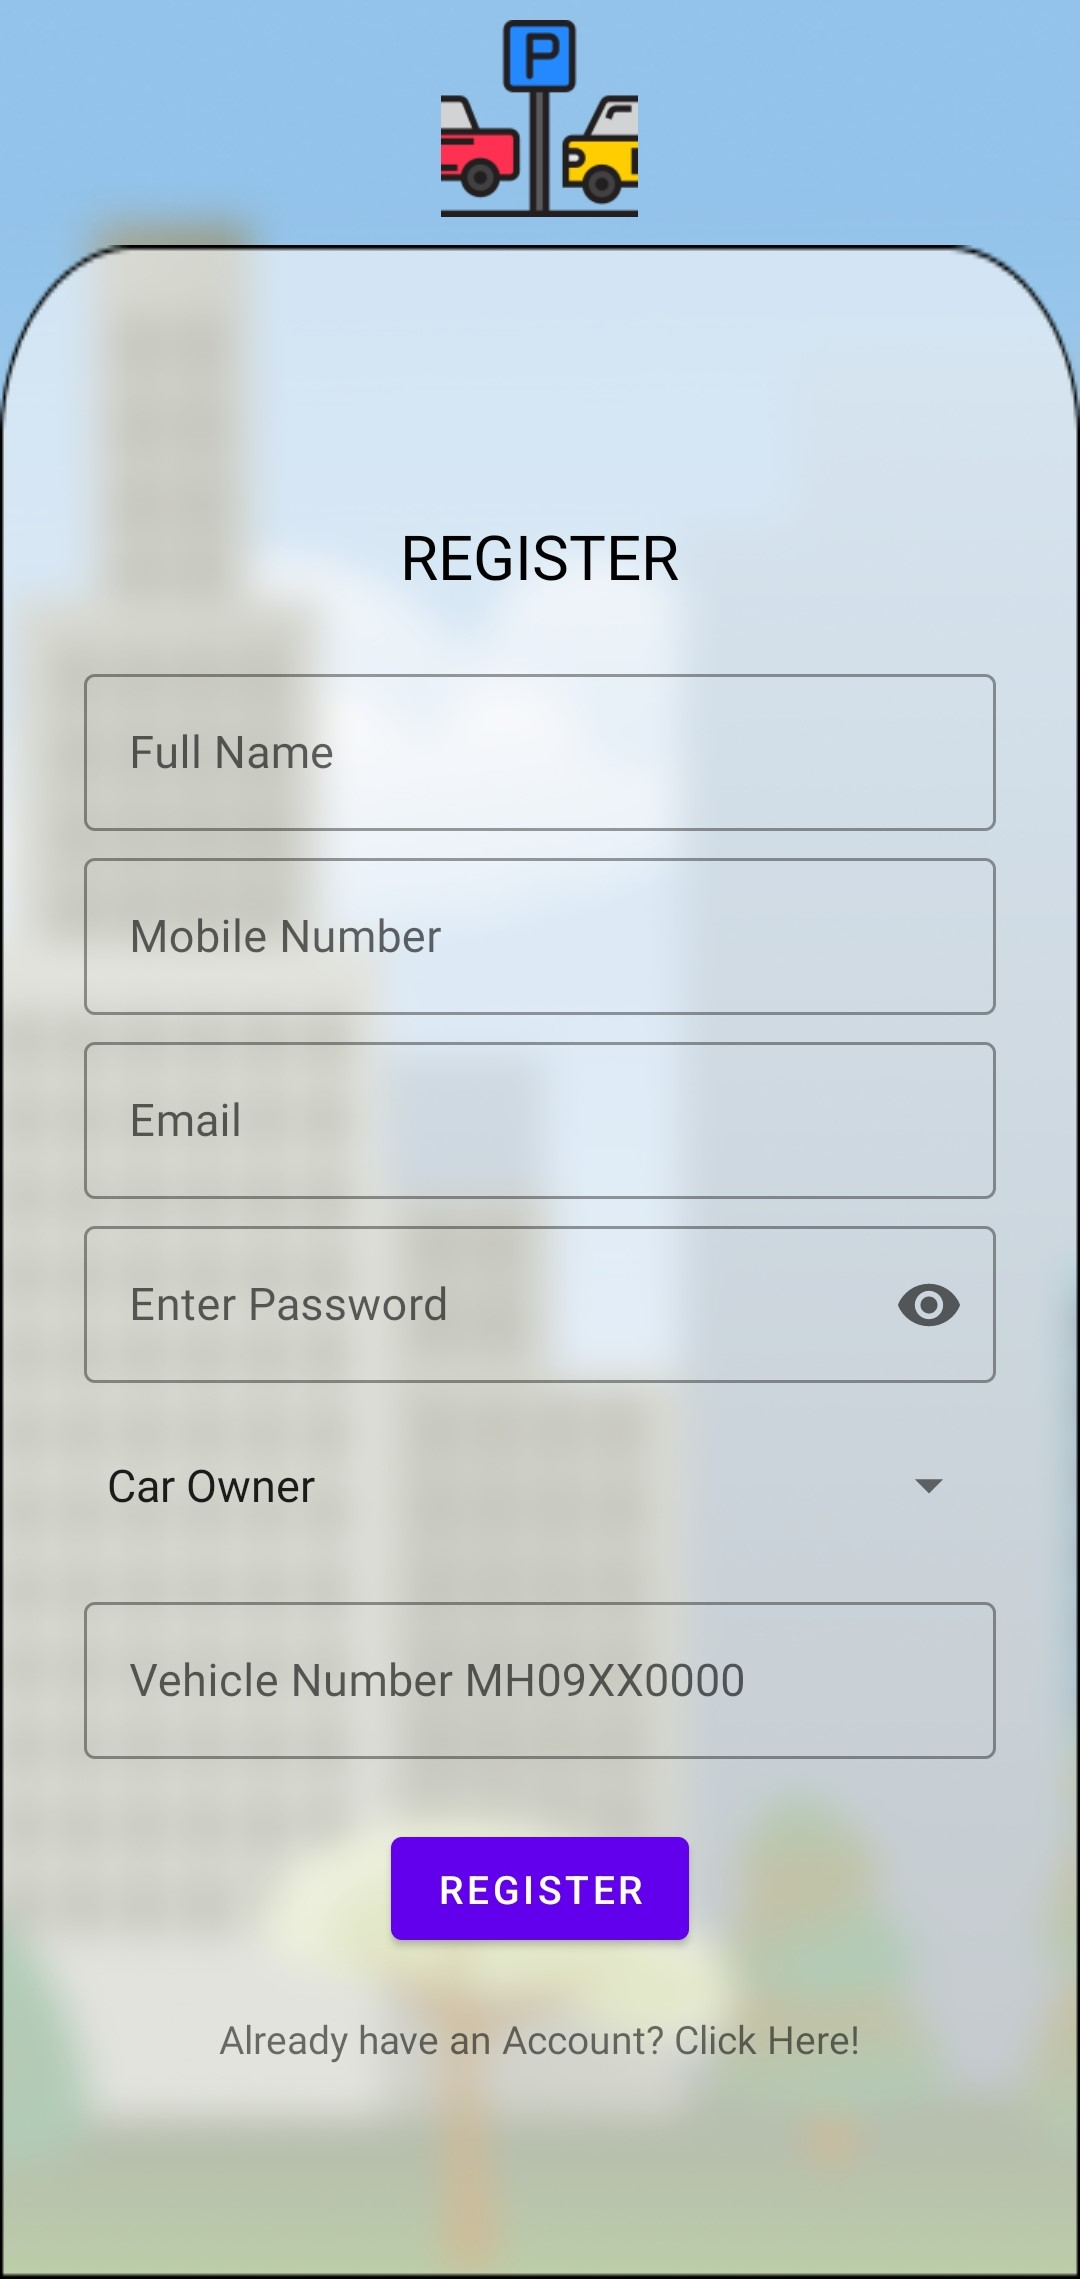 P
REGISTER
Full Name
Mobile Number
Email
Enter Password
Car Owner
Vehicle Number MH09XX0000
REGISTER
Already have an Account? Click Here!